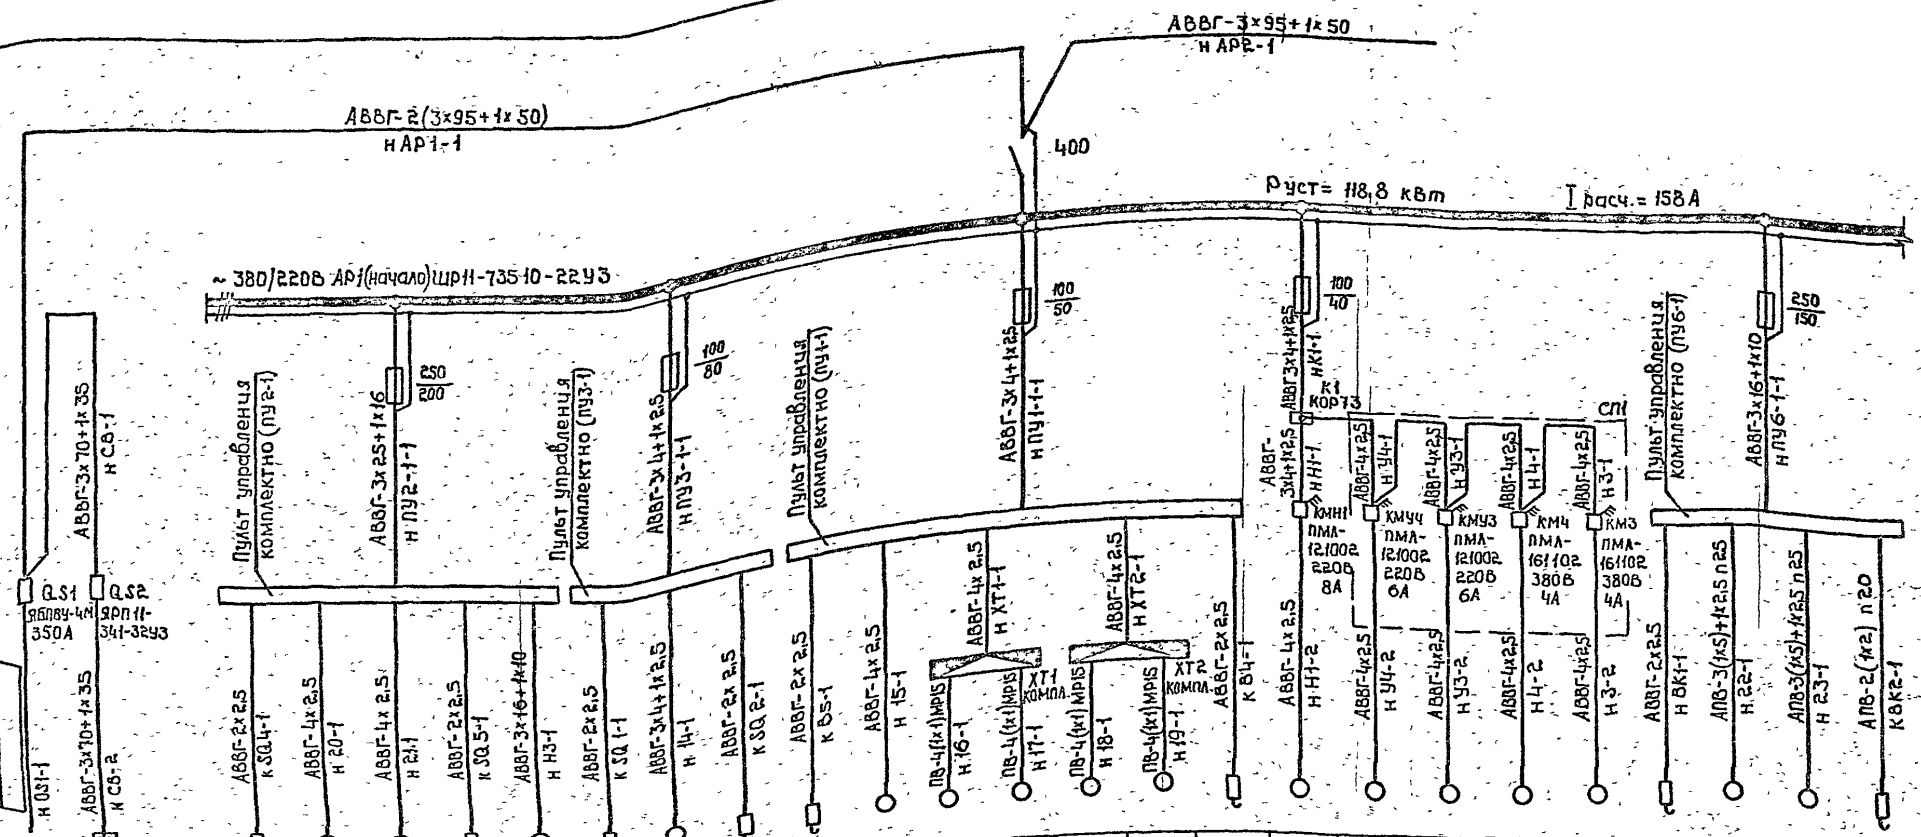 АВВГ-3×95+1×50
н АР2-1
АВВГ-2(3×95+1×50)
н АР1-1
400
Руст= 118,8 кВт
I расч.= 158А
~ 380/220В АР1(начало)ШР11-73510-22У3
250
200
100
80
100
50
100
40
250
150
АВВГ-3×70+1×35
н СВ-1
Пульт управления
комплектно (ПУ2-1)
АВВГ-3×25+1×16
н ПУ2-1-1
Пульт управления
комплектно (ПУ3-1)
АВВГ-3×4+1×2,5
н ПУ3-1-1
Пульт управления
комплектно (ПУ1-1)
АВВГ-3×4+1×2,5
н ПУ1-1-1
АВВГ3×4+1×2,5
НК1-1
К1
КОР73
СП1
АВВГ-
3×4+1×2,5
н Н1-1
АВВГ-4×2,5
н У4-1
АВВГ-4×2,5
н У3-1
АВВГ-4×2,5
н 4-1
АВВГ-4×2,5
н 3-1
Пульт управления
комплектно (ПУ6-1)
АВВГ-3×16+1×10
н ПУ6-1-1
QS1
ЯБПВУ-4М
350А
QS2
ЯРП11-
341-32У3
КМН1
ПМА-
121002
220В
8А
КМУ4
ПМА-
121002
220В
6А
КМУ3
ПМА-
121002
220В
6А
КМ4
ПМА-
161102
380В
4А
КМ3
ПМА-
161102
380В
4А
АВВГ-4×2,5
н ХТ1-1
АВВГ-4×2,5
н ХТ2-1
ХТ1
компл.
ХТ2
компл.
н QS1-1
АВВГ-3×70+1×35
к СВ-2
АВВГ-2×2,5
к SQ4-1
АВВГ-4×2,5
н 20-1
АВВГ-4×2,5
н 21-1
АВВГ-2×2,5
к SQ5-1
АВВГ-3×16+1×10
н Н3-1
АВВГ-2×2,5
к SQ1-1
АВВГ-3×4+1×2,5
н 14-1
АВВГ-2×2,5
к SQ2-1
АВВГ-2×2,5
к В5-1
АВВГ-4×2,5
н 15-1
ПВ-4(1×1)МР15
н 16-1
ПВ-4(1×1)МР15
н 17-1
ПВ-4(1×1)МР15
н 18-1
ПВ-4(1×1)МР15
н 19-1
АВВГ-2×2,5
к В4-1
АВВГ-4×2,5
н Н1-2
АВВГ-4×2,5
н У4-2
АВВГ-4×2,5
н У3-2
АВВГ-4×2,5
н 4-2
АВВГ-4×2,5
н 3-2
АВВГ-2×2,5
н ВК1-1
АПВ-3(1×5)+1×2,5 п25
н 22-1
АПВ-3(1×5)+1×2,5 п25
н 23-1
АПВ-2(1×2) п20
к ВК2-1